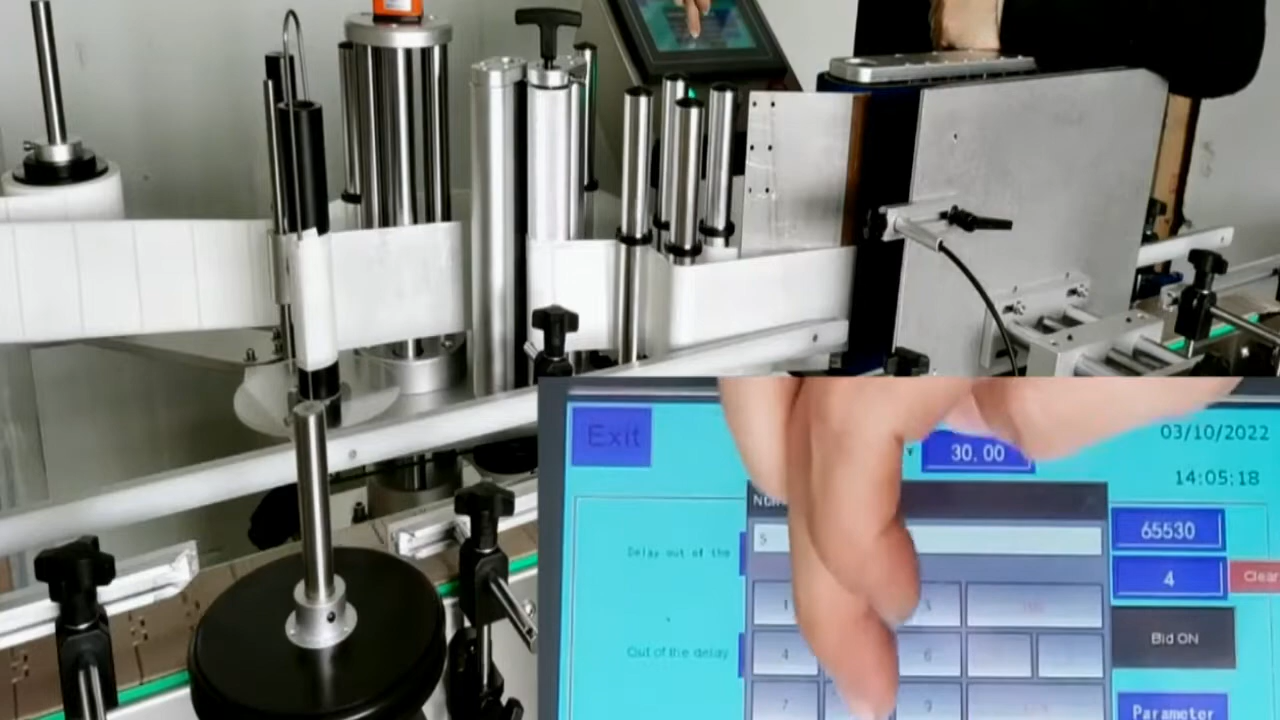 Exit
30.00
03/10/2022
14:05:18
65530
5
Delay out of the
4
Clear
1
Bid ON
4
6
Out of the delay
7
9
Parameter